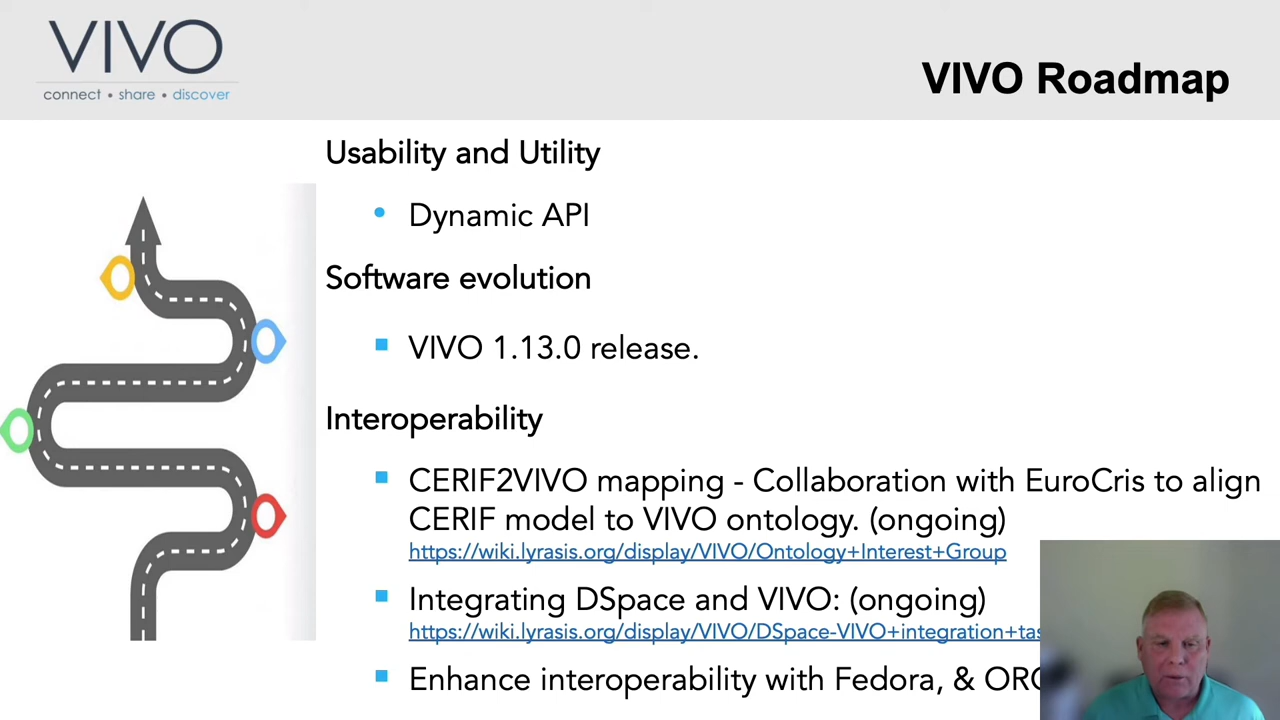 VIVO
connect • share • discover
VIVO Roadmap
Usability and Utility
• Dynamic API
Software evolution
▪ VIVO 1.13.0 release.
Interoperability
▪ CERIF2VIVO mapping - Collaboration with EuroCris to align
CERIF model to VIVO ontology. (ongoing)
https://wiki.lyrasis.org/display/VIVO/Ontology+Interest+Group
▪ Integrating DSpace and VIVO: (ongoing)
https://wiki.lyrasis.org/display/VIVO/DSpace-VIVO+integration+tas
▪ Enhance interoperability with Fedora, &